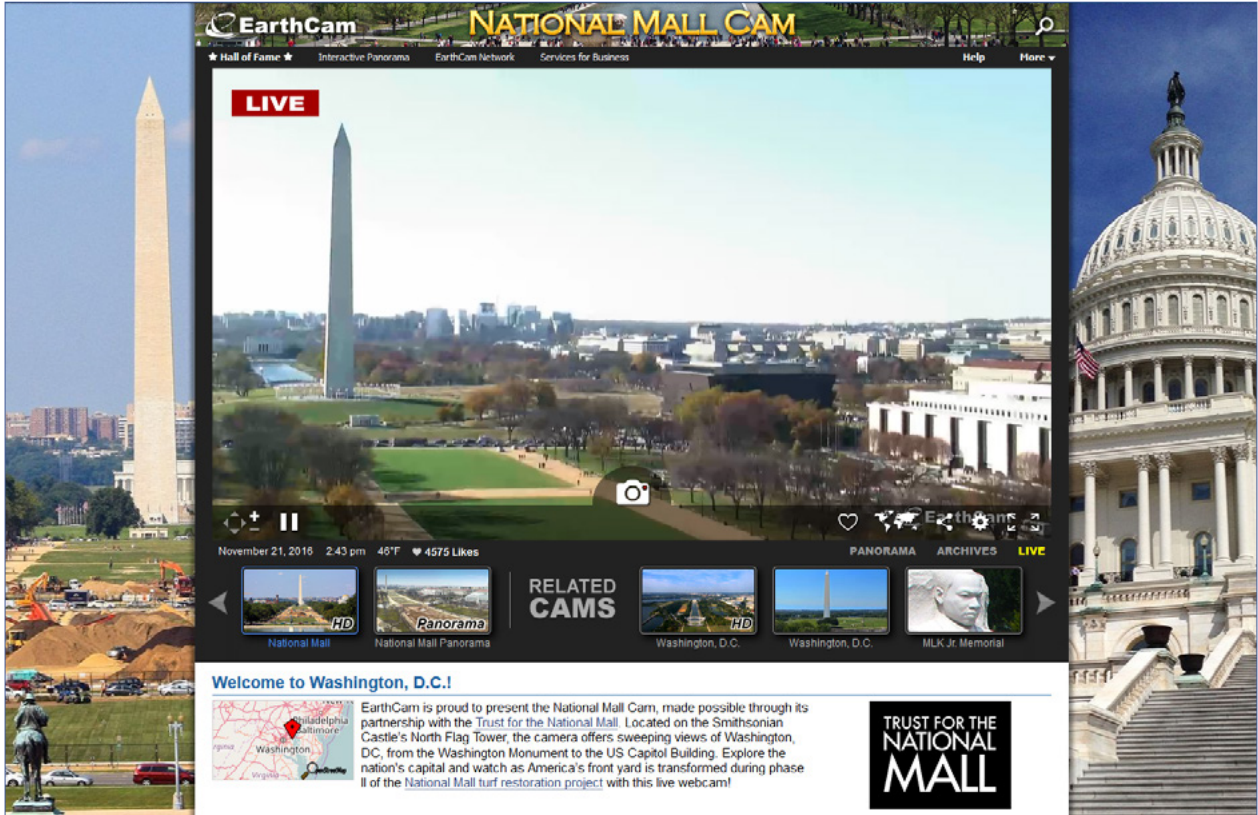 EarthCam
NATIONAL MALL CAM
★ Hall of Fame ★ Interactive Panorama EarthCam Network Services for Business Help More
LIVE
EarthCam
November 21, 2016 2:43 pm 46°F ♥ 4575 Likes PANORAMA ARCHIVES LIVE
HD
National Mall
Panorama
National Mall Panorama
RELATED
CAMS
HD
Washington, D.C.
Washington, D.C.
MLK Jr. Memorial
Welcome to Washington, D.C.!
Philadelphia
Baltimore
Washington
Virginia
OpenStreetMap
EarthCam is proud to present the National Mall Cam, made possible through its
partnership with the Trust for the National Mall. Located on the Smithsonian
Castle's North Flag Tower, the camera offers sweeping views of Washington,
DC, from the Washington Monument to the US Capitol Building. Explore the
nation's capital and watch as America's front yard is transformed during phase
II of the National Mall turf restoration project with this live webcam!
TRUST FOR THE
NATIONAL
MALL